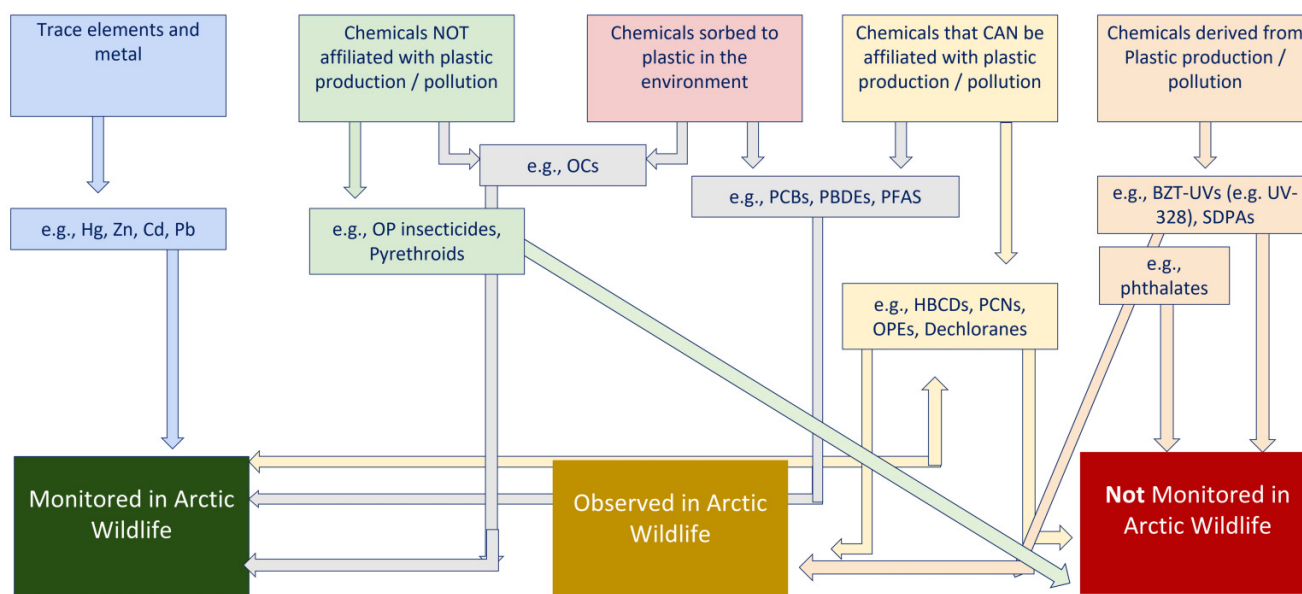 Trace elements and
metal
Chemicals NOT
affiliated with plastic
production / pollution
Chemicals sorbed to
plastic in the
environment
Chemicals that CAN be
affiliated with plastic
production / pollution
Chemicals derived from
Plastic production /
pollution
e.g., OCs
e.g., PCBs, PBDEs, PFAS
e.g., BZT-UVs (e.g. UV-
328), SDPAs
e.g., Hg, Zn, Cd, Pb
e.g., OP insecticides,
Pyrethroids
e.g.,
phthalates
e.g., HBCDs, PCNs,
OPEs, Dechloranes
Monitored in Arctic
Wildlife
Observed in Arctic
Wildlife
Not Monitored in
Arctic Wildlife